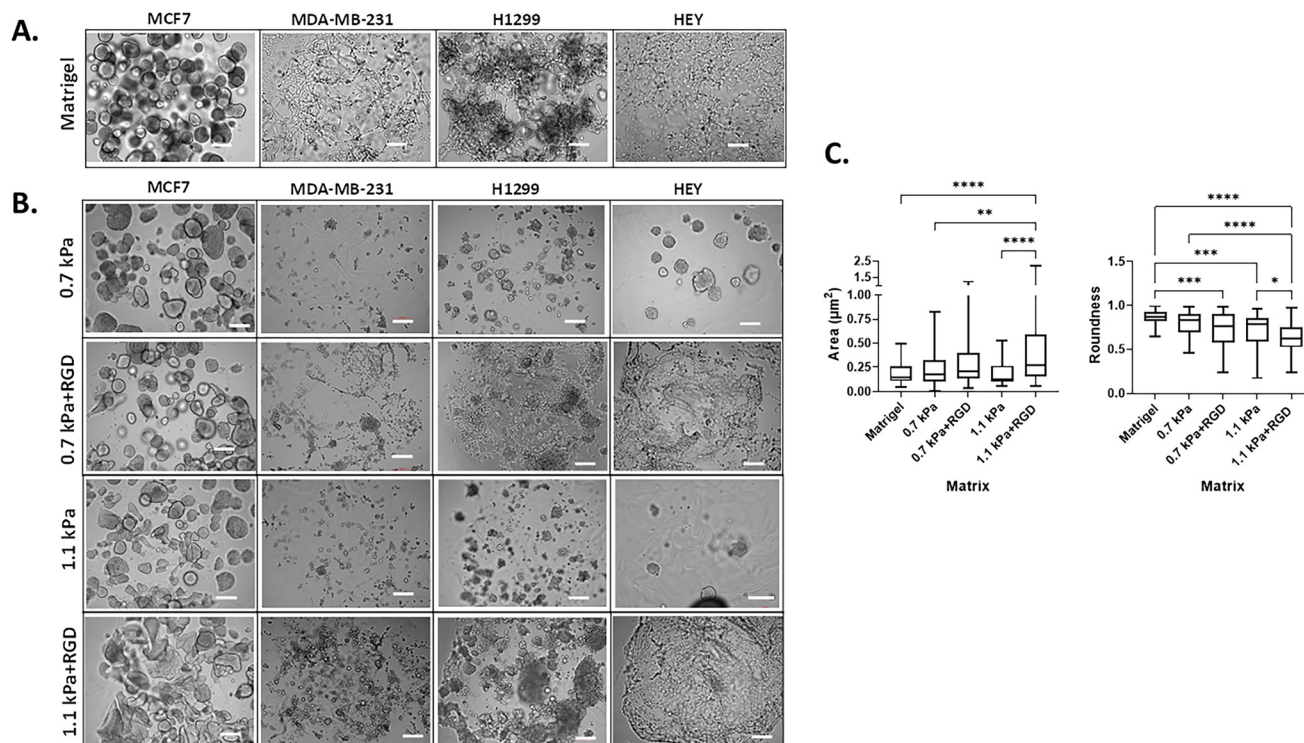 A.
MCF7 MDA-MB-231 H1299 HEY
Matrigel
B.
MCF7 MDA-MB-231 H1299 HEY
0.7 kPa
0.7 kPa+RGD
1.1 kPa
1.1 kPa+RGD
C.
****
**
****
2.5
2.0
1.5
1.00
0.75
0.50
0.25
0.00
Area (μm²)
Matrigel
0.7 kPa
0.7 kPa+RGD
1.1 kPa
1.1 kPa+RGD
Matrix
****
****
***
***
*
1.5
1.0
0.5
0.0
Roundness
Matrigel
0.7 kPa
0.7 kPa+RGD
1.1 kPa
1.1 kPa+RGD
Matrix